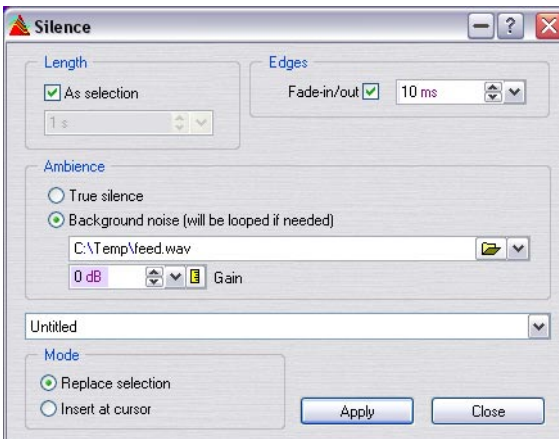 Silence
Length
As selection
1 s
Edges
Fade-in/out
10 ms
Ambience
True silence
Background noise (will be looped if needed)
C:\Temp\feed.wav
0 dB
Gain
Untitled
Mode
Replace selection
Insert at cursor
Apply
Close